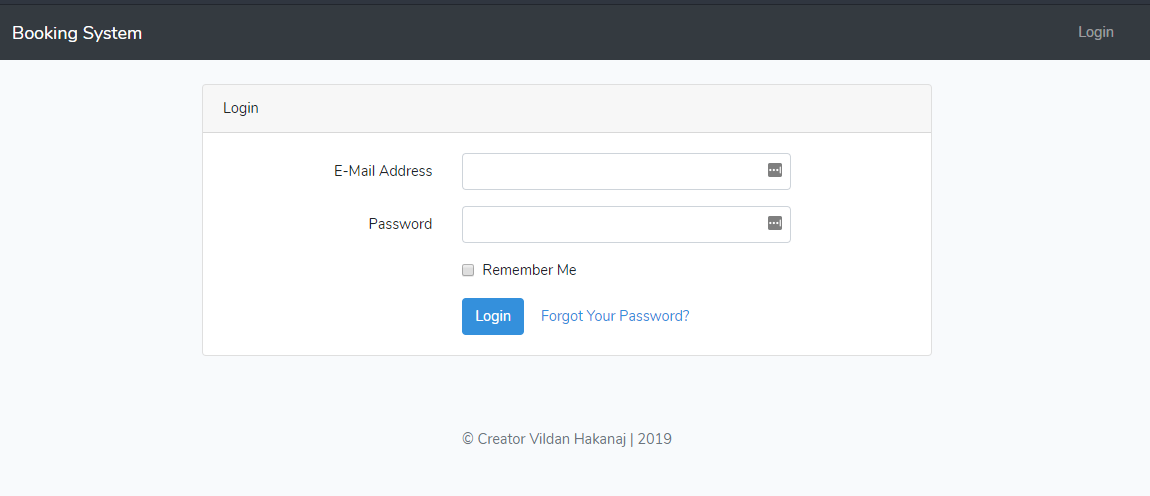 Booking System Login
Login
E-Mail Address
Password
Remember Me
Login Forgot Your Password?
© Creator Vildan Hakanaj | 2019